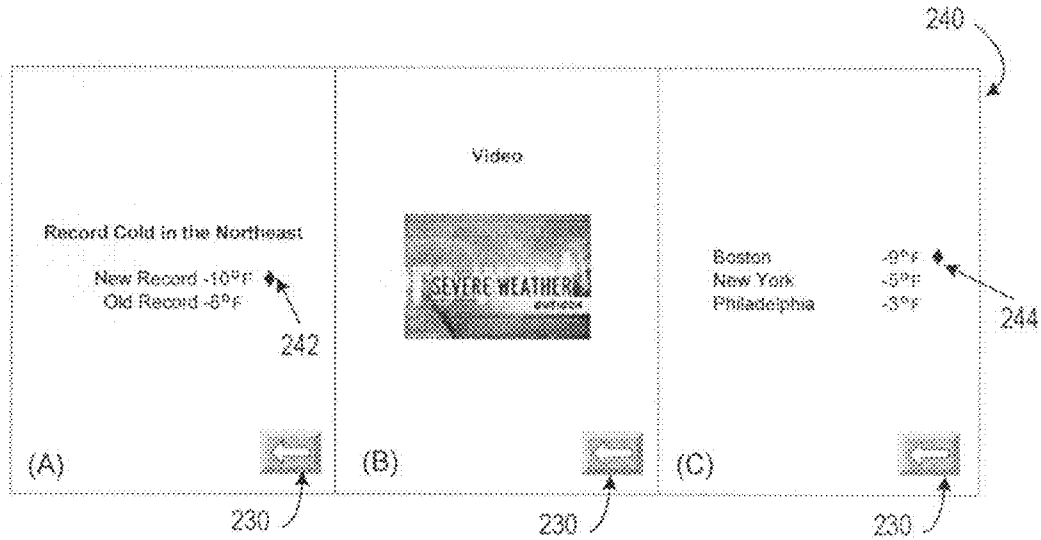 240
Record Cold in the Northeast
New Record -10°F
Old Record -6°F
242
(A)
230
Video
SEVERE WEATHER
(B)
230
Boston -9°F
New York -5°F
Philadelphia -3°F
244
(C)
230